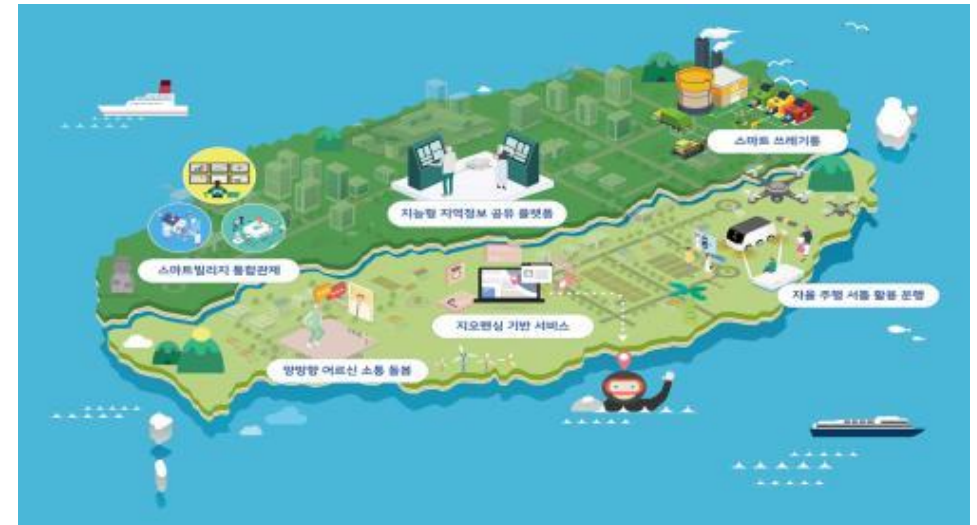 스마트 쓰레기통
지능형 지역정보 공유 플랫폼
스마트빌리지 통합관제
자율 주행 셔틀 활용 운행
지오펜싱 기반 서비스
양방향 어르신 소통 돌봄